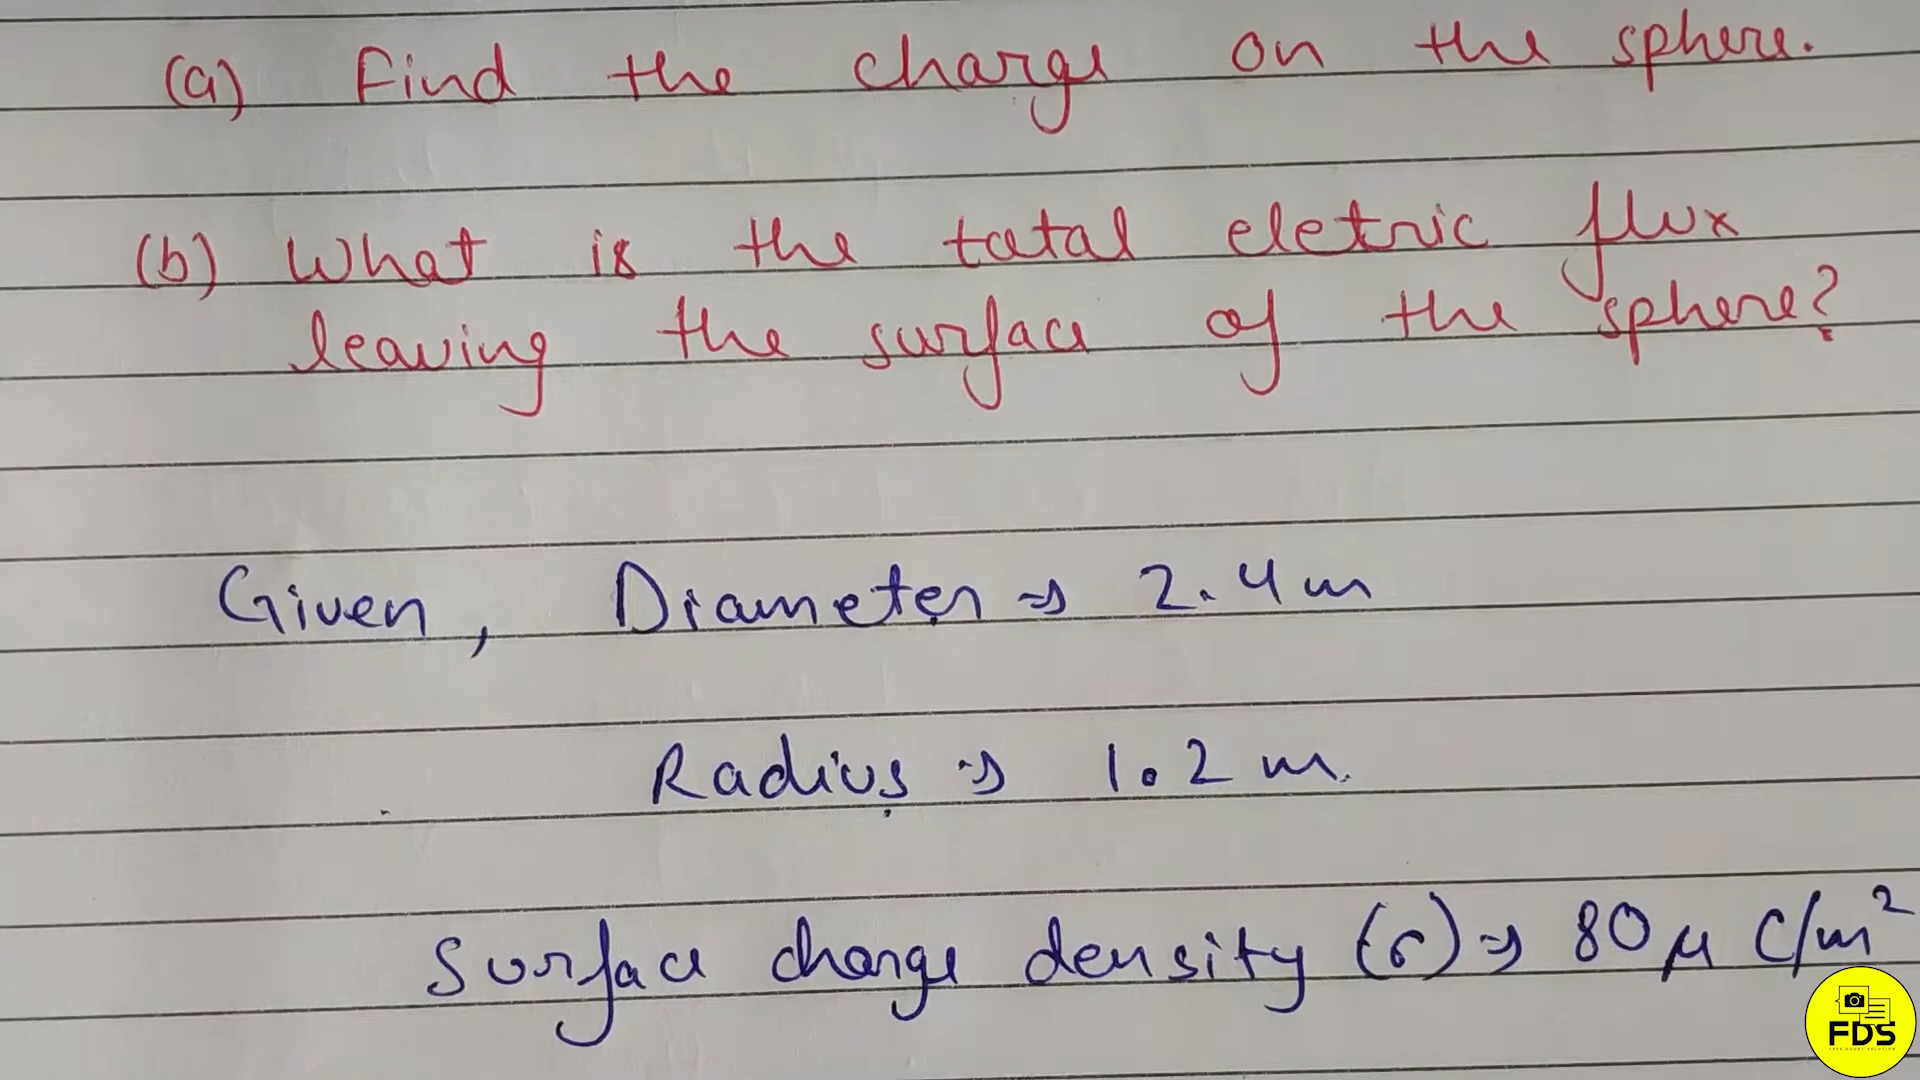 (a) Find the charge on the sphere.
(b) What is the tatal eletric flux
leaving the surface of the sphere?
Given, Diameter ⇒ 2.4 m
Radius ⇒ 1.2 m.
Surface charge density (σ) ⇒ 80 μ C/m²
FDS